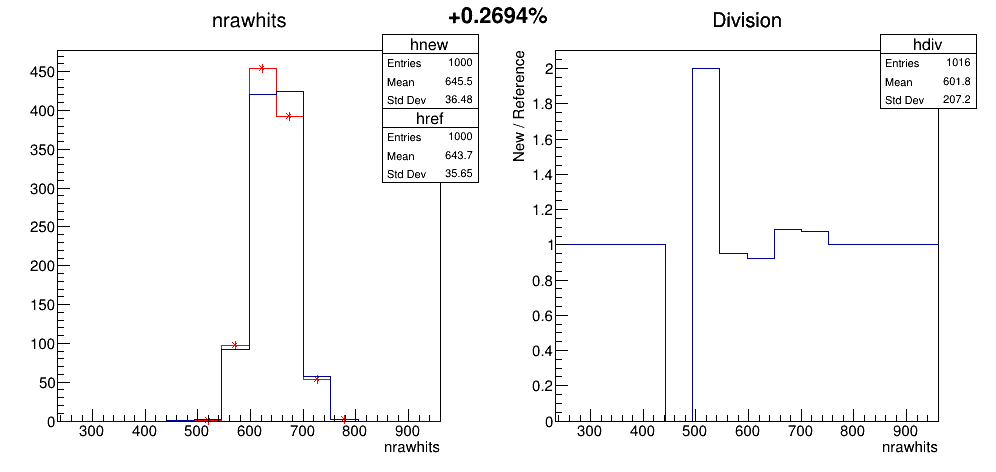 +0.2694%
nrawhits
hnew
Entries 1000
Mean 645.5
Std Dev 36.48
href
Entries 1000
Mean 643.7
Std Dev 35.65
450
400
350
300
250
200
150
100
50
0
300 400 500 600 700 800 900
nrawhits
Division
hdiv
Entries 1016
Mean 601.8
Std Dev 207.2
New / Reference
2
1.8
1.6
1.4
1.2
1
0.8
0.6
0.4
0.2
0
300 400 500 600 700 800 900
nrawhits